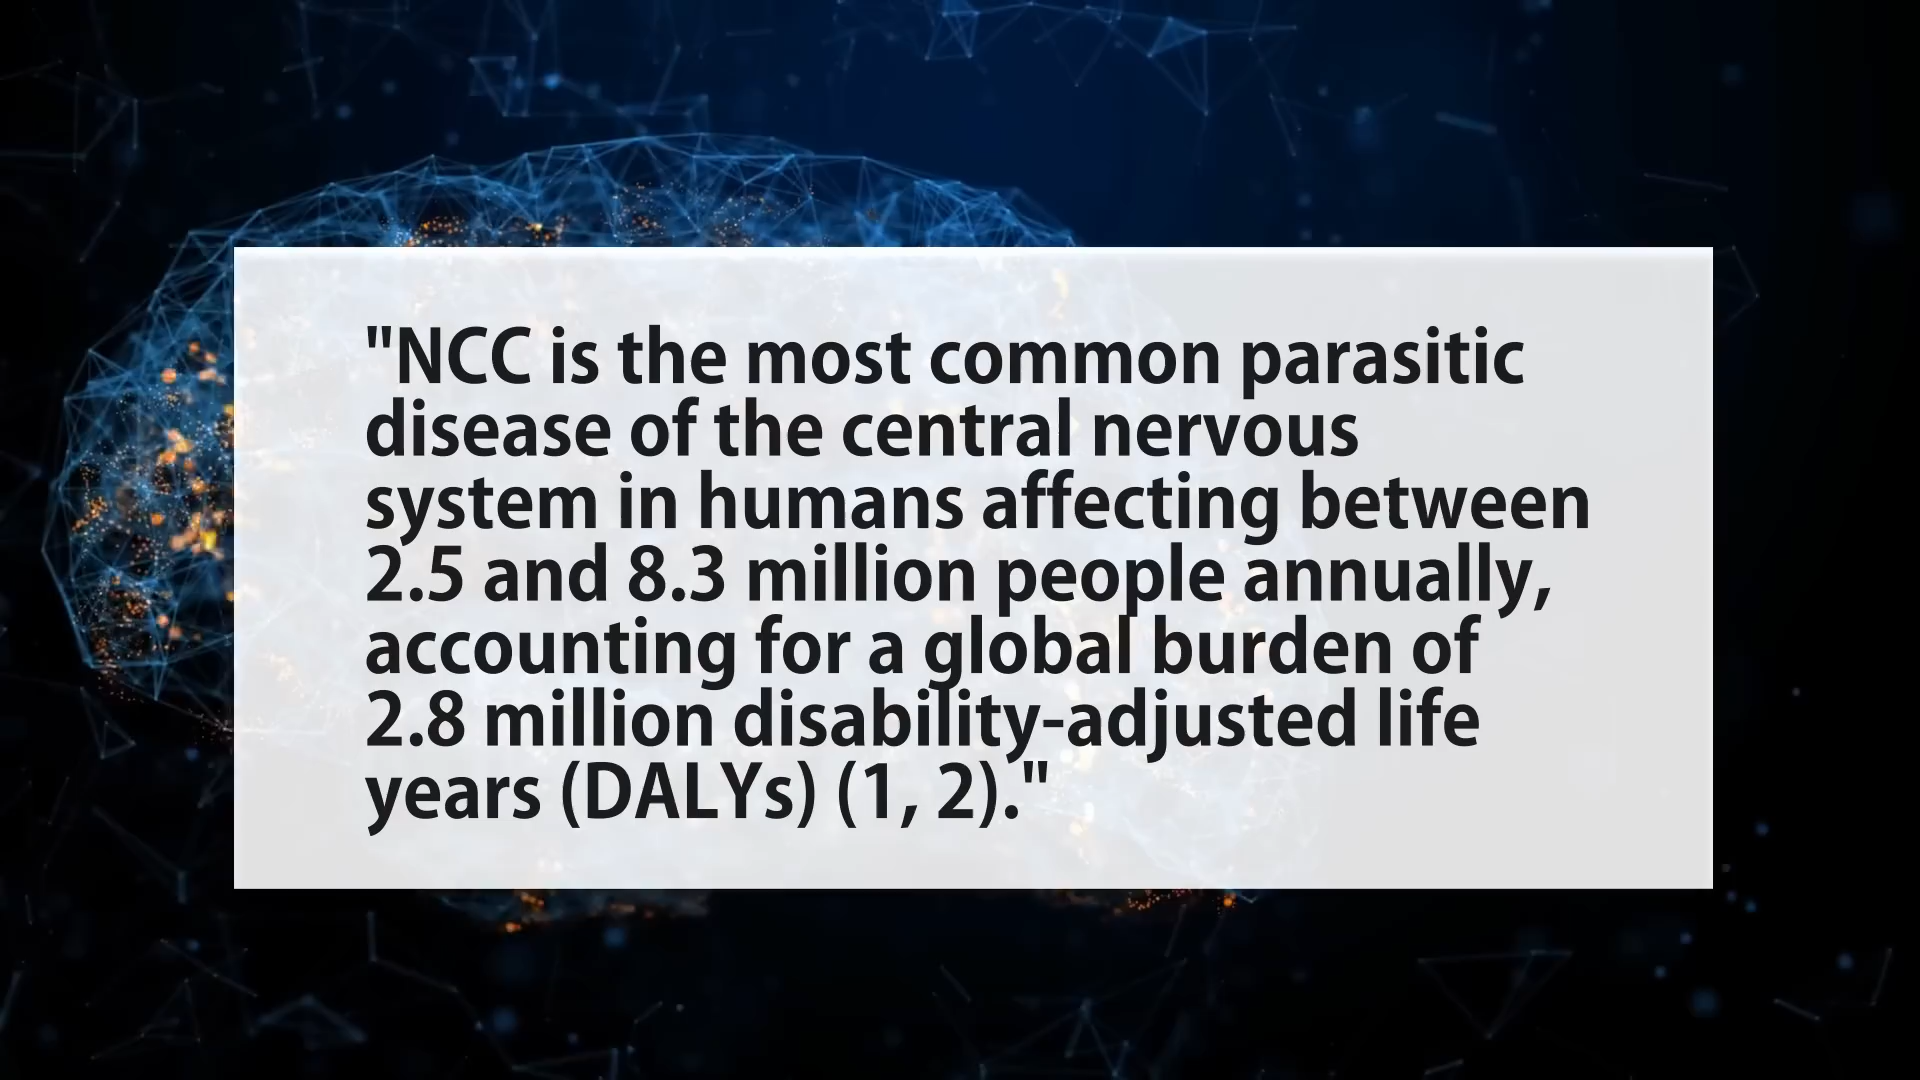 "NCC is the most common parasitic
disease of the central nervous
system in humans affecting between
2.5 and 8.3 million people annually,
accounting for a global burden of
2.8 million disability-adjusted life
years (DALYs) (1, 2)."